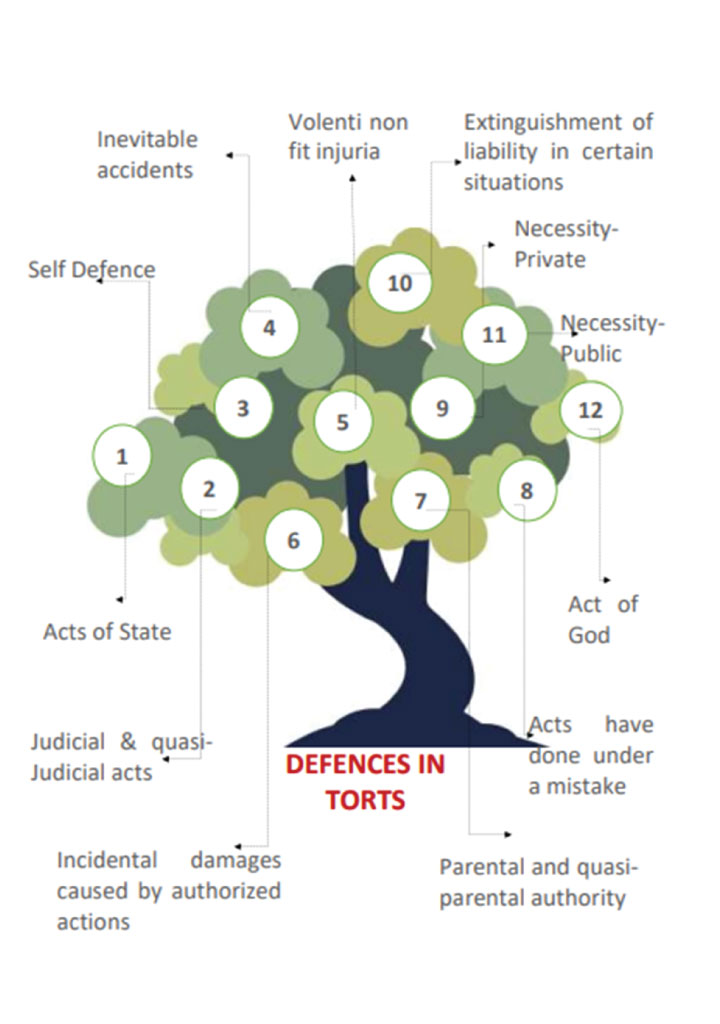 Volenti non
fit injuria
Extinguishment of
liability in certain
situations
Inevitable
accidents
Necessity-
Private
Self Defence
10
4
11
Necessity-
Public
3
5
9
12
1
2
7
8
6
Act of
God
Acts of State
Judicial & quasi-
Judicial acts
Acts have
done under
a mistake
DEFENCES IN
TORTS
Incidental damages
caused by authorized
actions
Parental and quasi-
parental authority